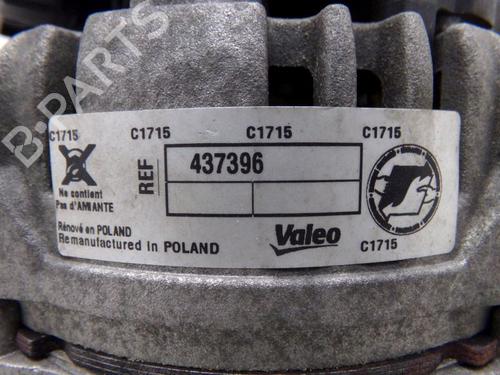 C1715 C1715 C1715 C1715
REF 437396
Ne contient
Pas d'AMIANTE
Rénové en POLAND
Remanufactured in POLAND
Valeo
C1715
B-PARTS